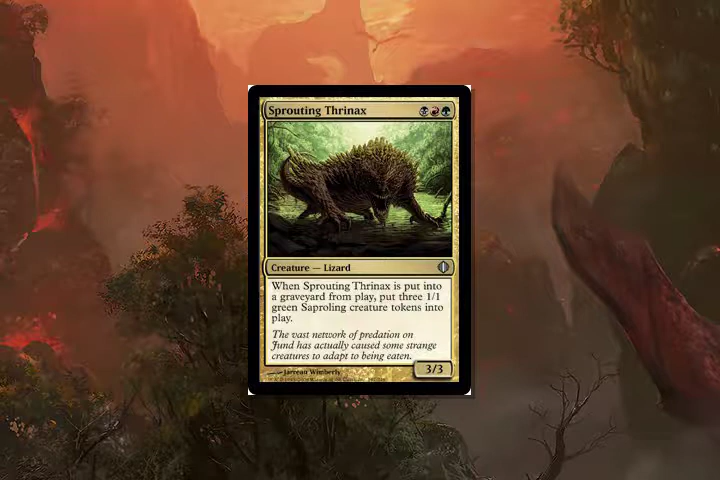 Sprouting Thrinax
Creature — Lizard
When Sprouting Thrinax is put into
a graveyard from play, put three 1/1
green Saproling creature tokens into
play.
The vast network of predation on
Jund has actually caused some strange
creatures to adapt to being eaten.
Jarreau Wimberly
3/3